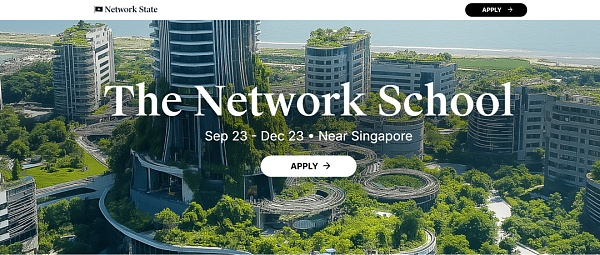 Network State
APPLY →
The Network School
Sep 23 - Dec 23 • Near Singapore
APPLY →